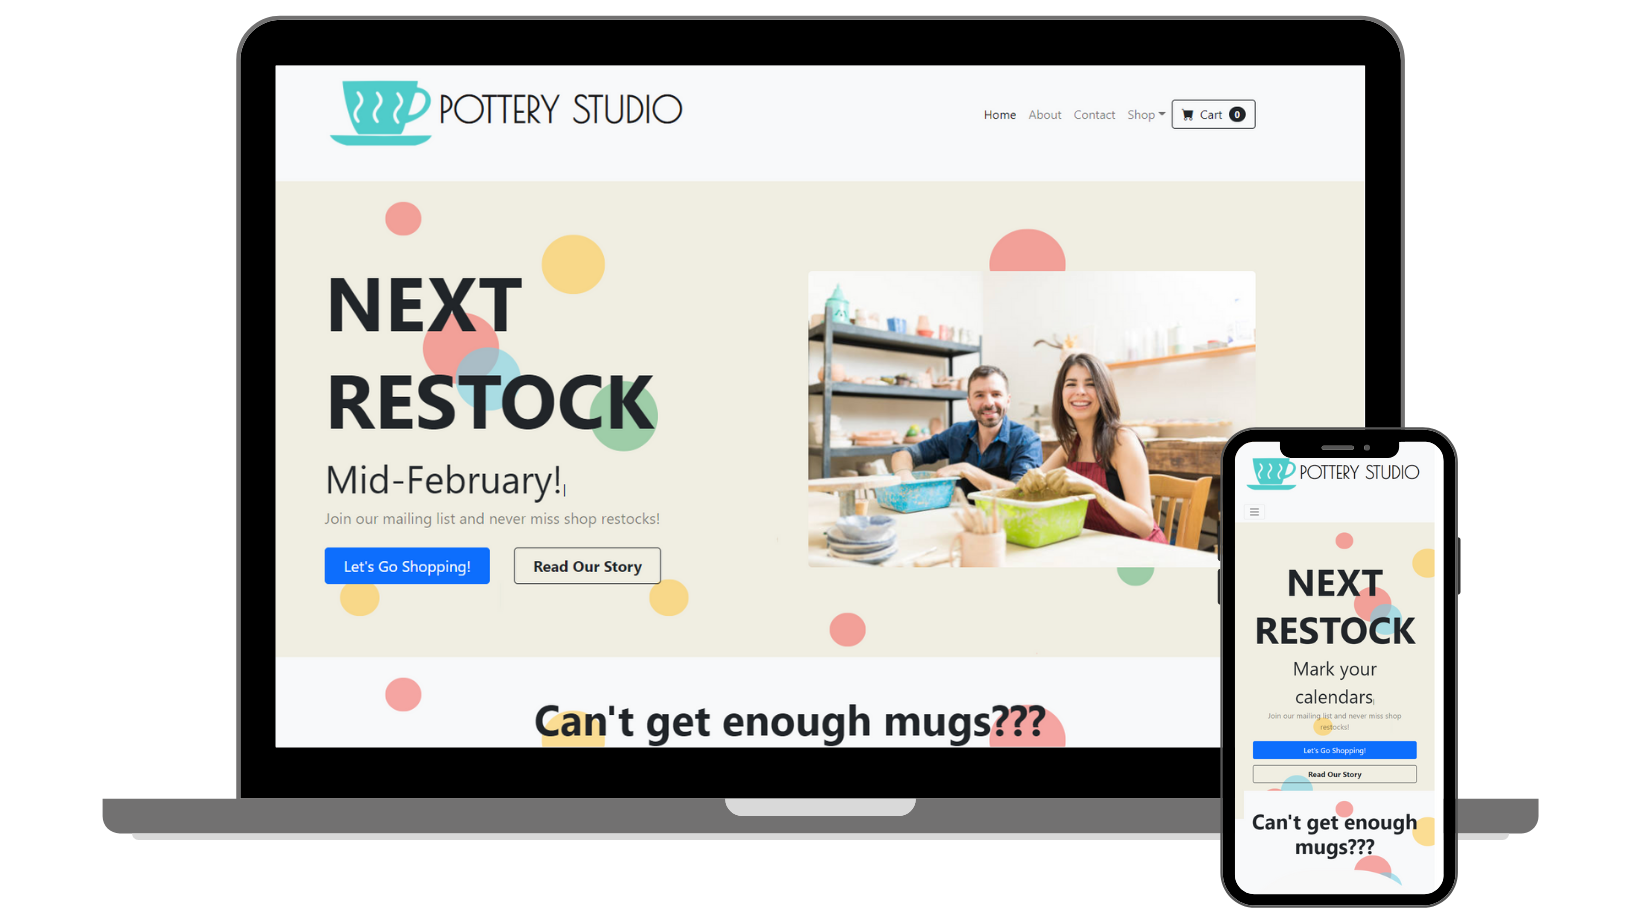 POTTERY STUDIO
Home About Contact Shop Cart 0
NEXT
RESTOCK
Mid-February!
Join our mailing list and never miss shop restocks!
Let's Go Shopping! Read Our Story
Can't get enough mugs???
POTTERY STUDIO
NEXT
RESTOCK
Mark your
calendars
Join our mailing list and never miss shop
restocks!
Let's Go Shopping!
Read Our Story
Can't get enough
mugs???